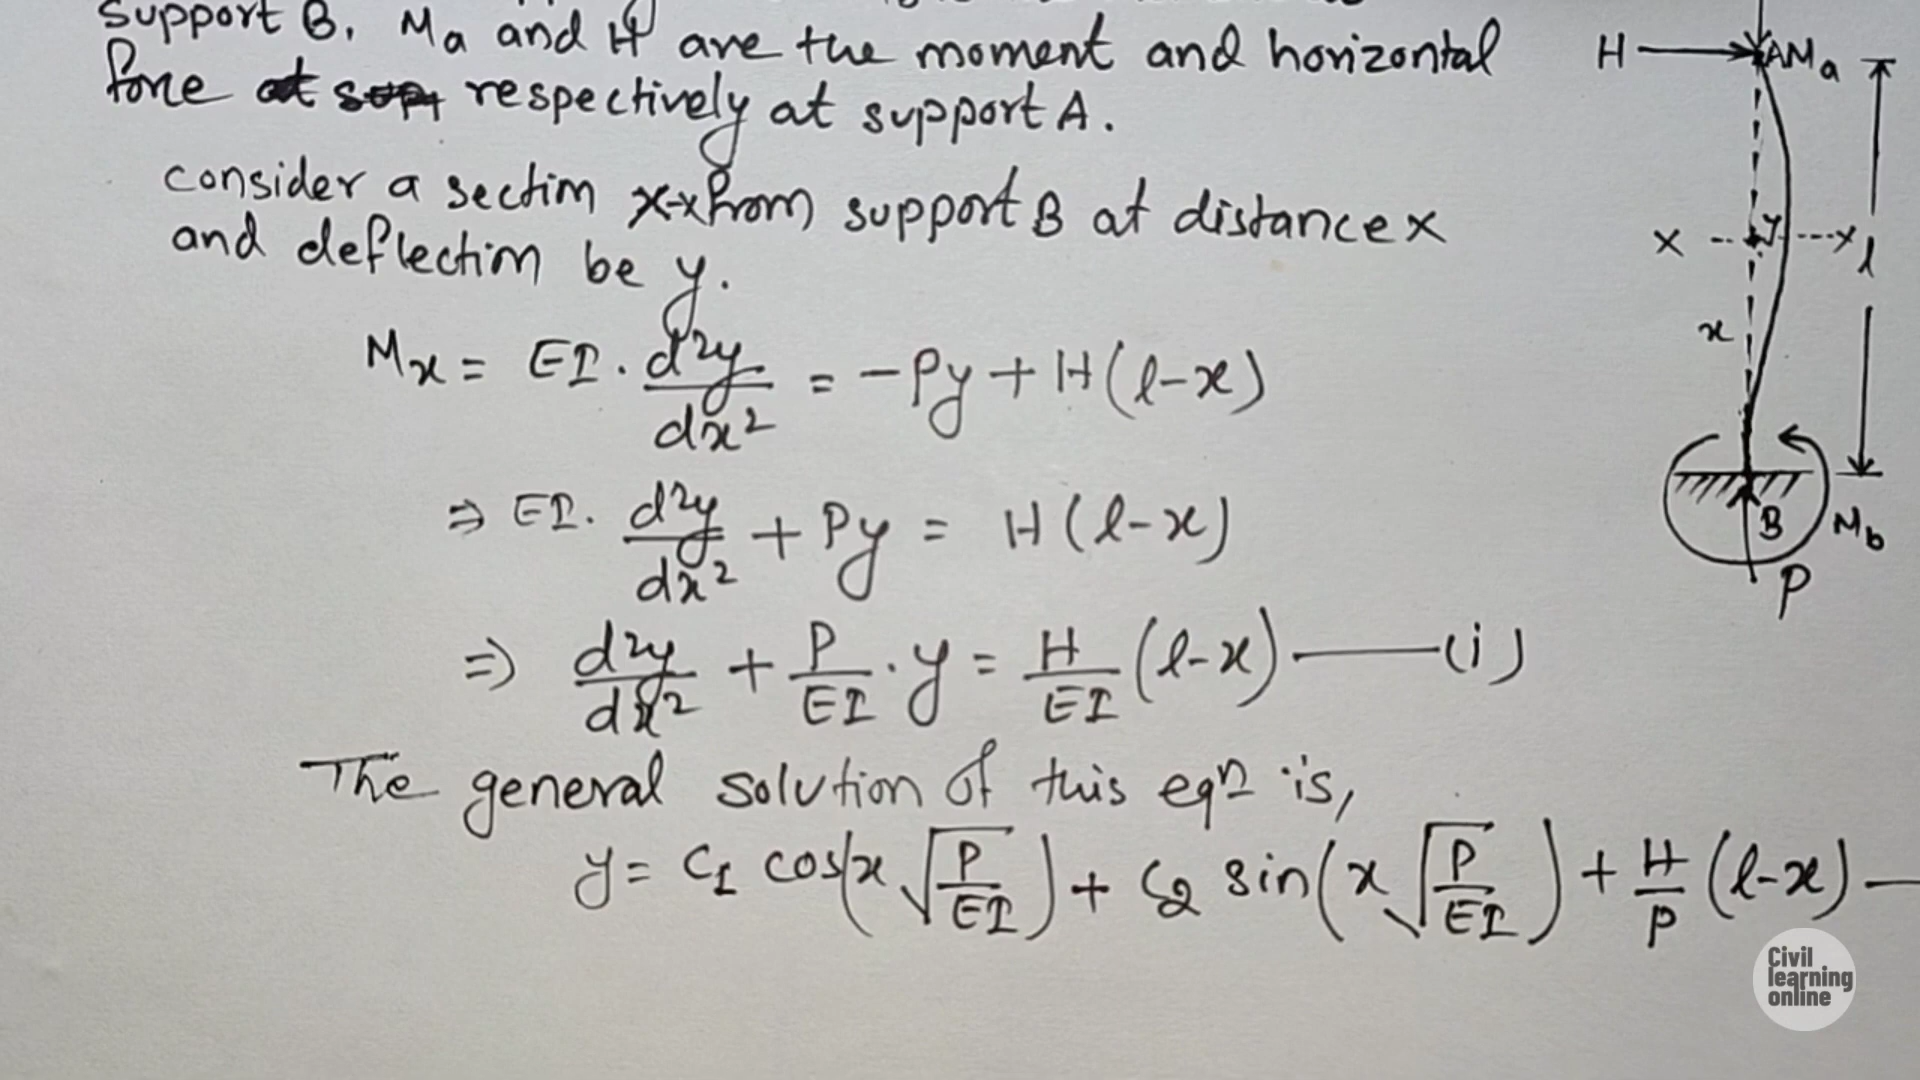 support B. Ma and H are the moment and horizontal
force at supt respectively at support A.
consider a section x-x from support B at distance x
and deflection be y.
Mx = EI. d²y/dx² = -Py + H(l-x)
⇒ EI. d²y/dx² + Py = H(l-x)
⇒ d²y/dx² + P/EI . y = H/EI (l-x) —— (i)
The general solution of this eqn is,
y = C1 cos(x √(P/EI)) + C2 sin(x √(P/EI)) + H/P (l-x) —
H
A Ma
x y x l
x
B Mb
P
Civil
learning
online